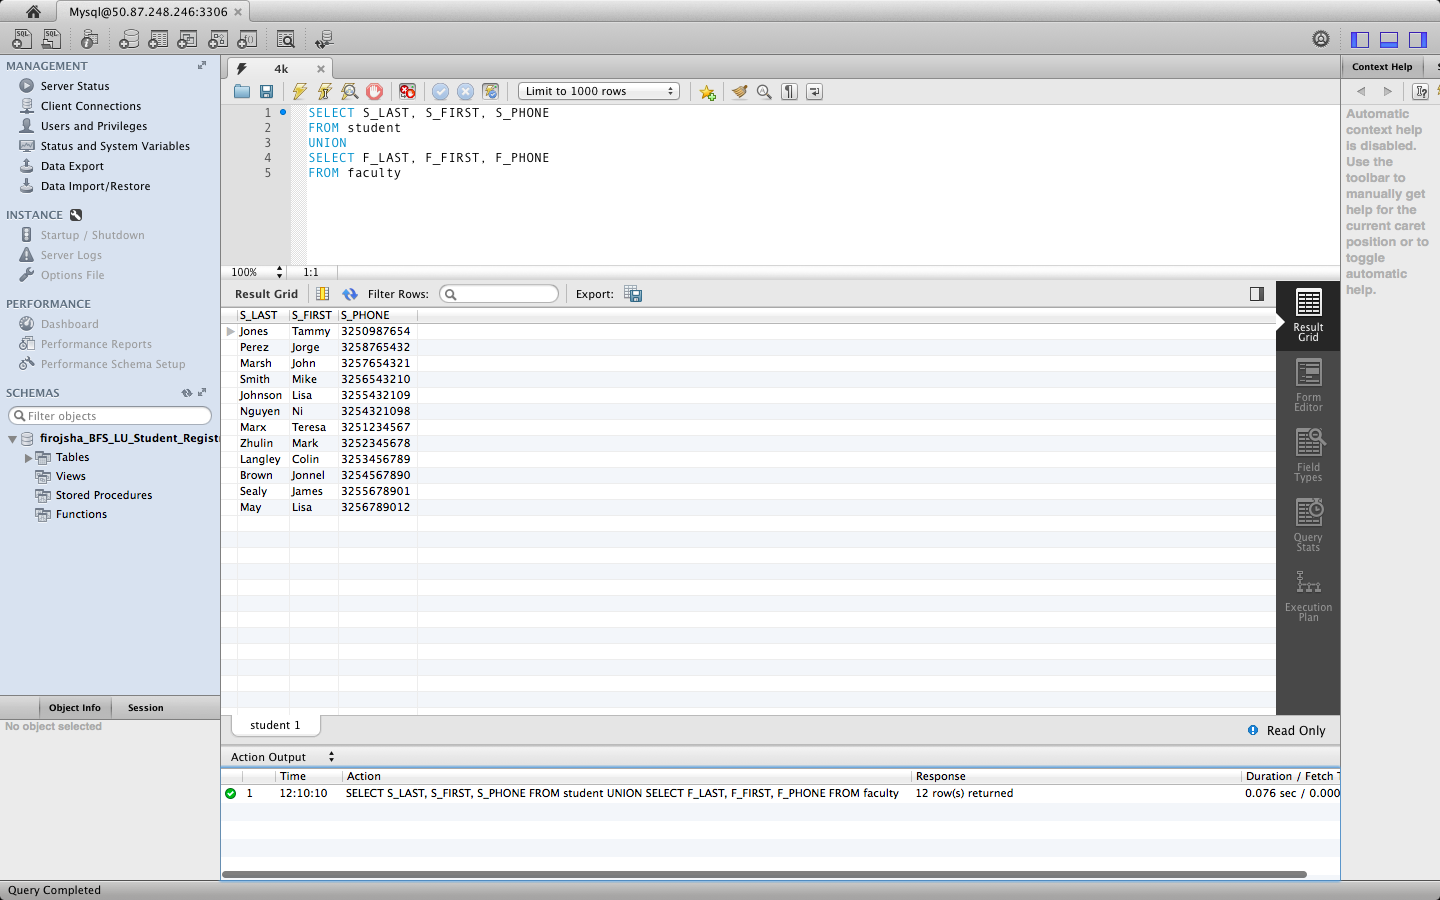 Mysql@50.87.248.246:3306
4k
Context Help
MANAGEMENT
Server Status
Client Connections
Users and Privileges
Status and System Variables
Data Export
Data Import/Restore
INSTANCE
Startup / Shutdown
Server Logs
Options File
PERFORMANCE
Dashboard
Performance Reports
Performance Schema Setup
SCHEMAS
Filter objects
firojsha_BFS_LU_Student_Regist
Tables
Views
Stored Procedures
Functions
Object Info Session
No object selected
Limit to 1000 rows
1 SELECT S_LAST, S_FIRST, S_PHONE
2 FROM student
3 UNION
4 SELECT F_LAST, F_FIRST, F_PHONE
5 FROM faculty
100% 1:1
Result Grid Filter Rows: Export:
S_LAST S_FIRST S_PHONE
Jones Tammy 3250987654
Perez Jorge 3258765432
Marsh John 3257654321
Smith Mike 3256543210
Johnson Lisa 3255432109
Nguyen Ni 3254321098
Marx Teresa 3251234567
Zhulin Mark 3252345678
Langley Colin 3253456789
Brown Jonnel 3254567890
Sealy James 3255678901
May Lisa 3256789012
Result
Grid
Form
Editor
Field
Types
Query
Stats
Execution
Plan
student 1
Read Only
Action Output
Time Action Response Duration / Fetch T
1 12:10:10 SELECT S_LAST, S_FIRST, S_PHONE FROM student UNION SELECT F_LAST, F_FIRST, F_PHONE FROM faculty 12 row(s) returned 0.076 sec / 0.000
Automatic
context help
is disabled.
Use the
toolbar to
manually get
help for the
current caret
position or to
toggle
automatic
help.
Query Completed